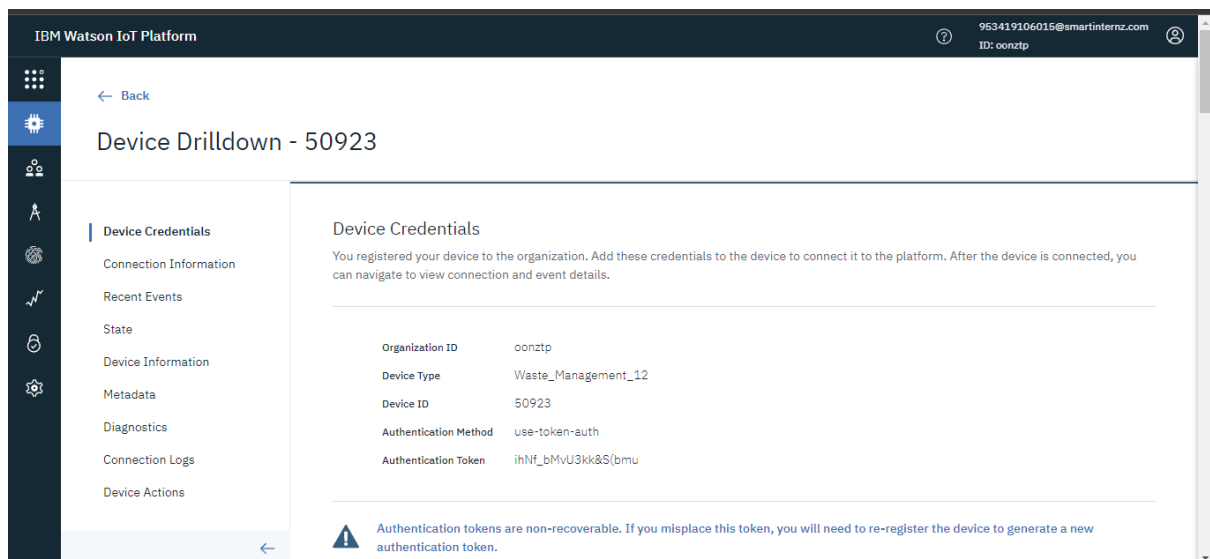 IBM Watson IoT Platform
953419106015@smartinternz.com
ID: oonztp
Back
Device Drilldown - 50923
Device Credentials
Connection Information
Recent Events
State
Device Information
Metadata
Diagnostics
Connection Logs
Device Actions
Device Credentials
You registered your device to the organization. Add these credentials to the device to connect it to the platform. After the device is connected, you
can navigate to view connection and event details.
Organization ID oonztp
Device Type Waste_Management_12
Device ID 50923
Authentication Method use-token-auth
Authentication Token ihNf_bMvU3kk&S(bmu
Authentication tokens are non-recoverable. If you misplace this token, you will need to re-register the device to generate a new
authentication token.